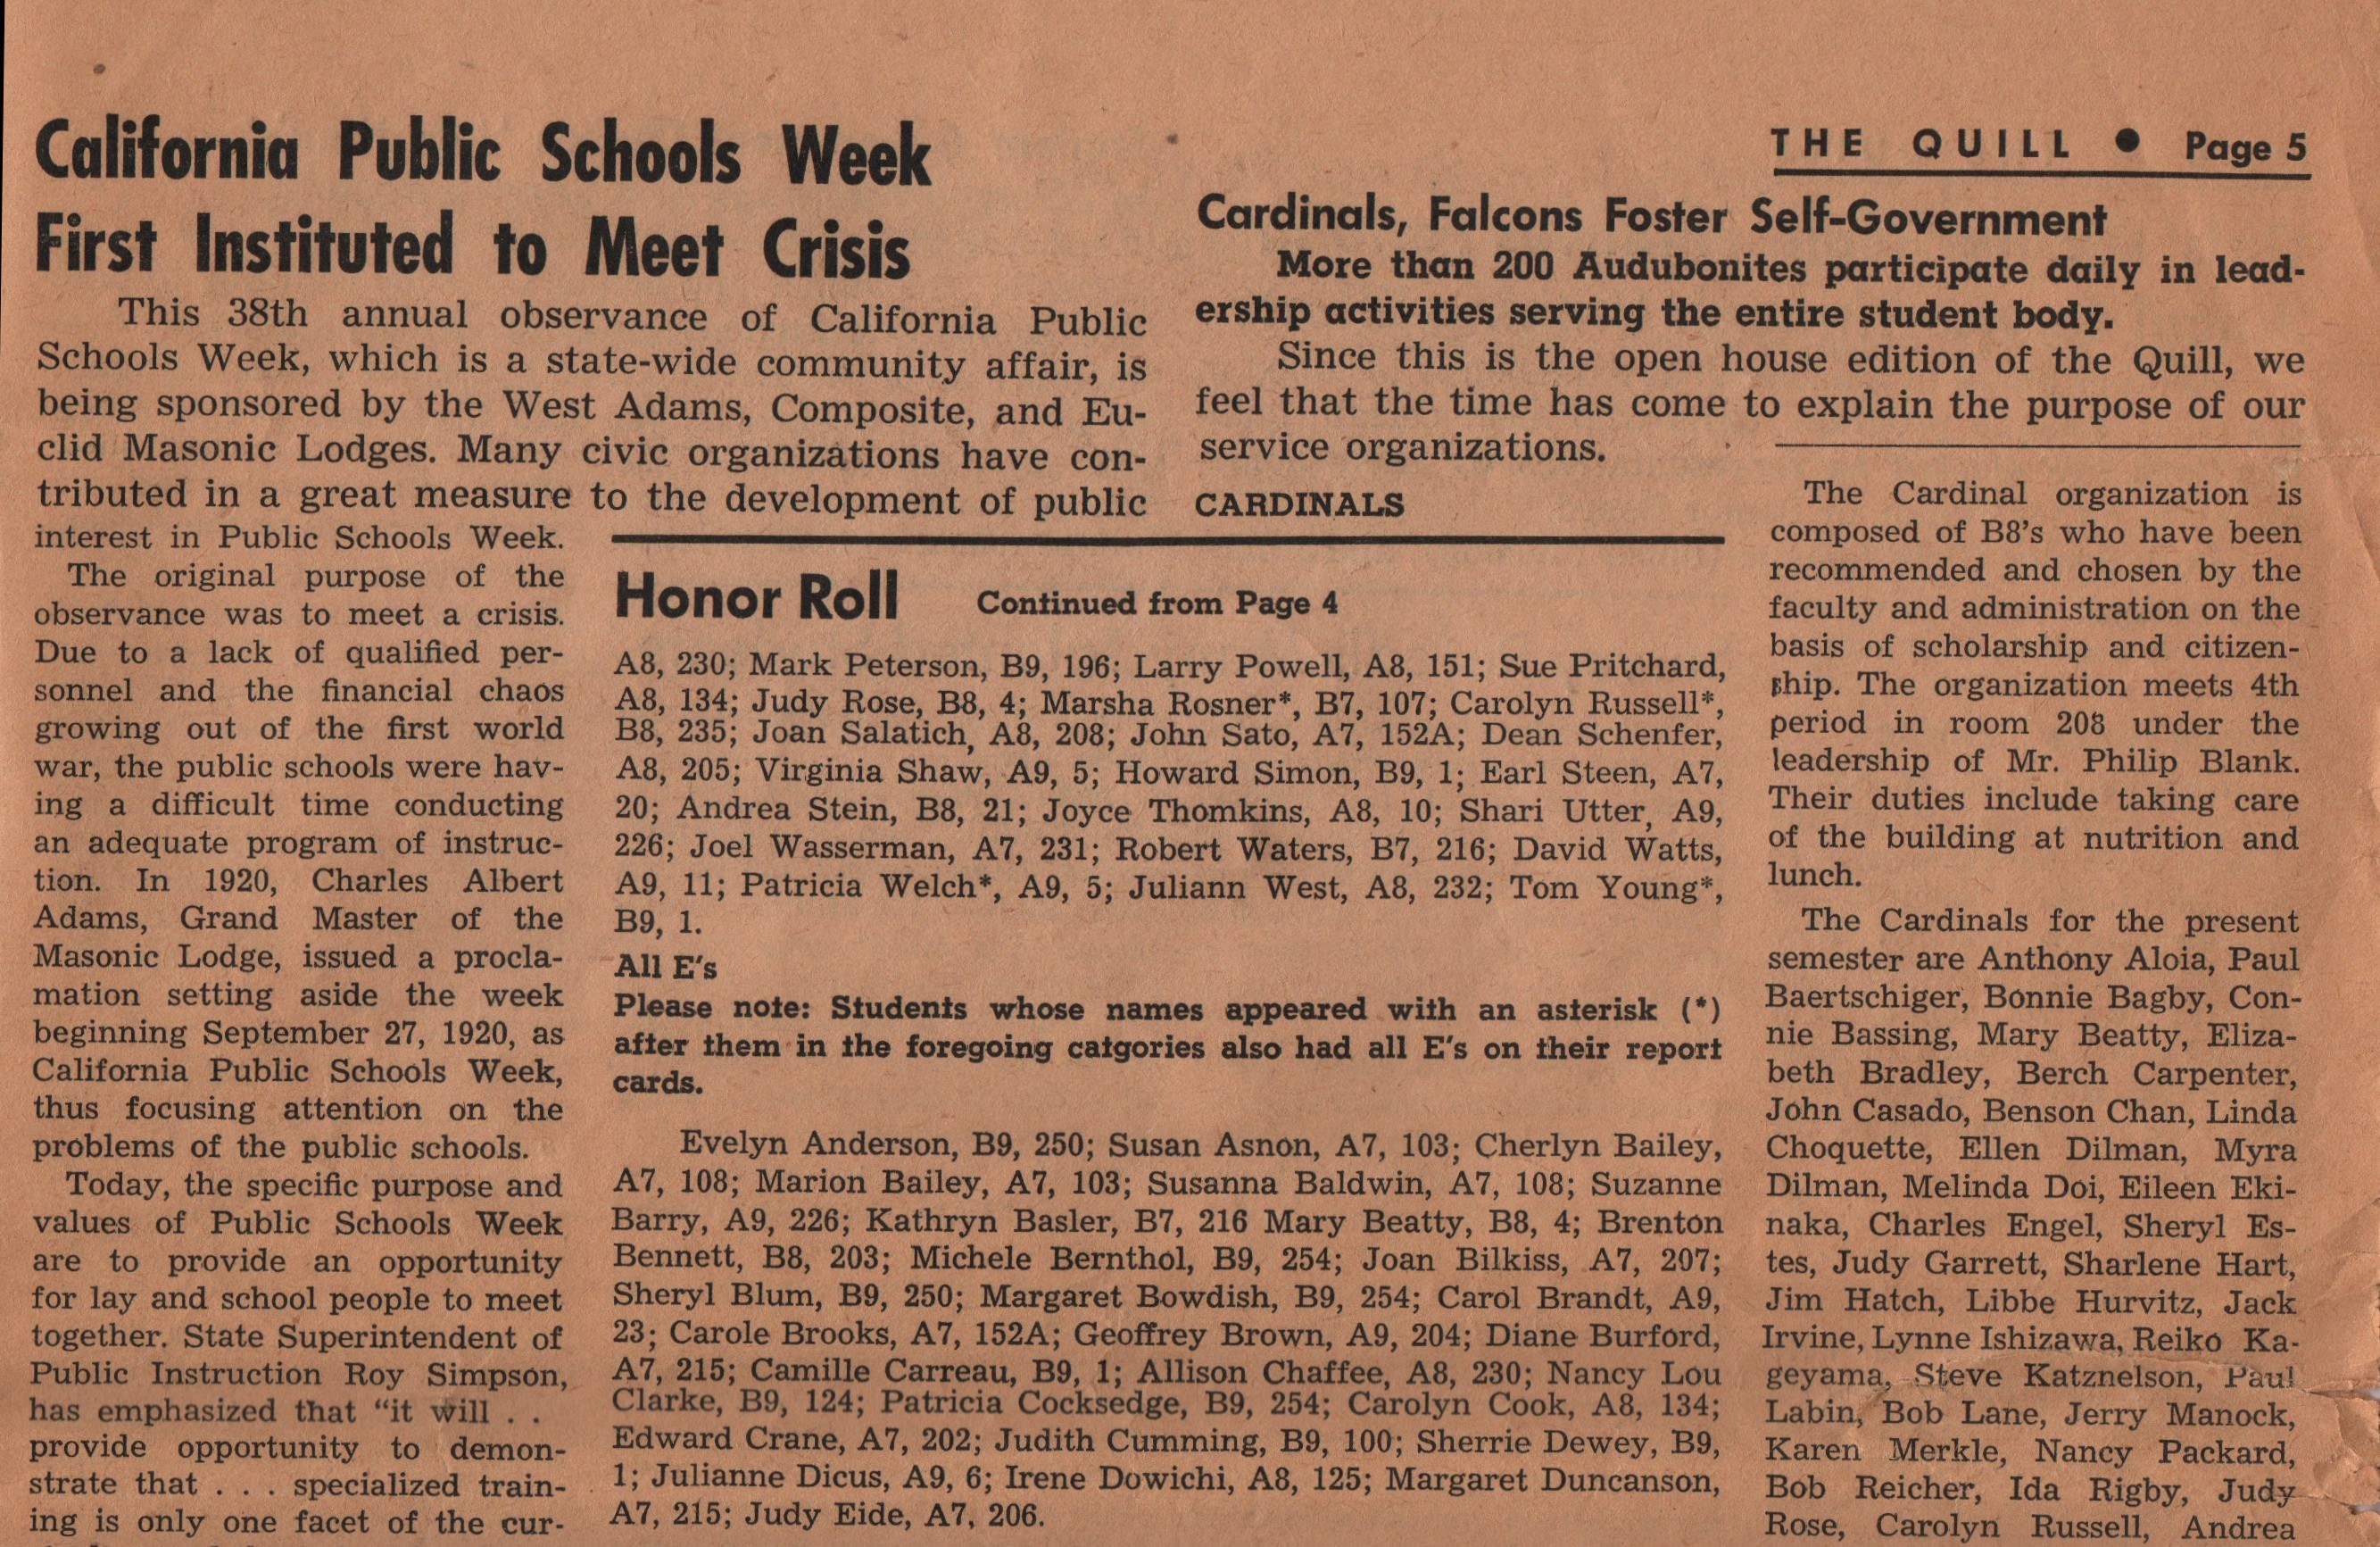 California Public Schools Week
First Instituted to Meet Crisis
This 38th annual observance of California Public
Schools Week, which is a state-wide community affair, is
being sponsored by the West Adams, Composite, and Eu-
clid Masonic Lodges. Many civic organizations have con-
tributed in a great measure to the development of public
interest in Public Schools Week.
The original purpose of the
observance was to meet a crisis.
Due to a lack of qualified per-
sonnel and the financial chaos
growing out of the first world
war, the public schools were hav-
ing a difficult time conducting
an adequate program of instruc-
tion. In 1920, Charles Albert
Adams, Grand Master of the
Masonic Lodge, issued a procla-
mation setting aside the week
beginning September 27, 1920, as
California Public Schools Week,
thus focusing attention on the
problems of the public schools.
Today, the specific purpose and
values of Public Schools Week
are to provide an opportunity
for lay and school people to meet
together. State Superintendent of
Public Instruction Roy Simpson,
has emphasized that “it will . .
provide opportunity to demon-
strate that . . . specialized train-
ing is only one facet of the cur-
Honor Roll Continued from Page 4
A8, 230; Mark Peterson, B9, 196; Larry Powell, A8, 151; Sue Pritchard,
A8, 134; Judy Rose, B8, 4; Marsha Rosner*, B7, 107; Carolyn Russell*,
B8, 235; Joan Salatich, A8, 208; John Sato, A7, 152A; Dean Schenfer,
A8, 205; Virginia Shaw, A9, 5; Howard Simon, B9, 1; Earl Steen, A7,
20; Andrea Stein, B8, 21; Joyce Thomkins, A8, 10; Shari Utter, A9,
226; Joel Wasserman, A7, 231; Robert Waters, B7, 216; David Watts,
A9, 11; Patricia Welch*, A9, 5; Juliann West, A8, 232; Tom Young*,
B9, 1.
All E's
Please note: Students whose names appeared with an asterisk (*)
after them in the foregoing catgories also had all E's on their report
cards.
Evelyn Anderson, B9, 250; Susan Asnon, A7, 103; Cherlyn Bailey,
A7, 108; Marion Bailey, A7, 103; Susanna Baldwin, A7, 108; Suzanne
Barry, A9, 226; Kathryn Basler, B7, 216 Mary Beatty, B8, 4; Brenton
Bennett, B8, 203; Michele Bernthol, B9, 254; Joan Bilkiss, A7, 207;
Sheryl Blum, B9, 250; Margaret Bowdish, B9, 254; Carol Brandt, A9,
23; Carole Brooks, A7, 152A; Geoffrey Brown, A9, 204; Diane Burford,
A7, 215; Camille Carreau, B9, 1; Allison Chaffee, A8, 230; Nancy Lou
Clarke, B9, 124; Patricia Cocksedge, B9, 254; Carolyn Cook, A8, 134;
Edward Crane, A7, 202; Judith Cumming, B9, 100; Sherrie Dewey, B9,
1; Julianne Dicus, A9, 6; Irene Dowichi, A8, 125; Margaret Duncanson,
A7, 215; Judy Eide, A7, 206.
THE QUILL ● Page 5
Cardinals, Falcons Foster Self-Government
More than 200 Audubonites participate daily in lead-
ership activities serving the entire student body.
Since this is the open house edition of the Quill, we
feel that the time has come to explain the purpose of our
service organizations.
CARDINALS
The Cardinal organization is
composed of B8's who have been
recommended and chosen by the
faculty and administration on the
basis of scholarship and citizen-
ship. The organization meets 4th
period in room 208 under the
leadership of Mr. Philip Blank.
Their duties include taking care
of the building at nutrition and
lunch.
The Cardinals for the present
semester are Anthony Aloia, Paul
Baertschiger, Bonnie Bagby, Con-
nie Bassing, Mary Beatty, Eliza-
beth Bradley, Berch Carpenter,
John Casado, Benson Chan, Linda
Choquette, Ellen Dilman, Myra
Dilman, Melinda Doi, Eileen Eki-
naka, Charles Engel, Sheryl Es-
tes, Judy Garrett, Sharlene Hart,
Jim Hatch, Libbe Hurvitz, Jack
Irvine, Lynne Ishizawa, Reiko Ka-
geyama, Steve Katznelson, Paul
Labin, Bob Lane, Jerry Manock,
Karen Merkle, Nancy Packard,
Bob Reicher, Ida Rigby, Judy
Rose, Carolyn Russell, Andrea